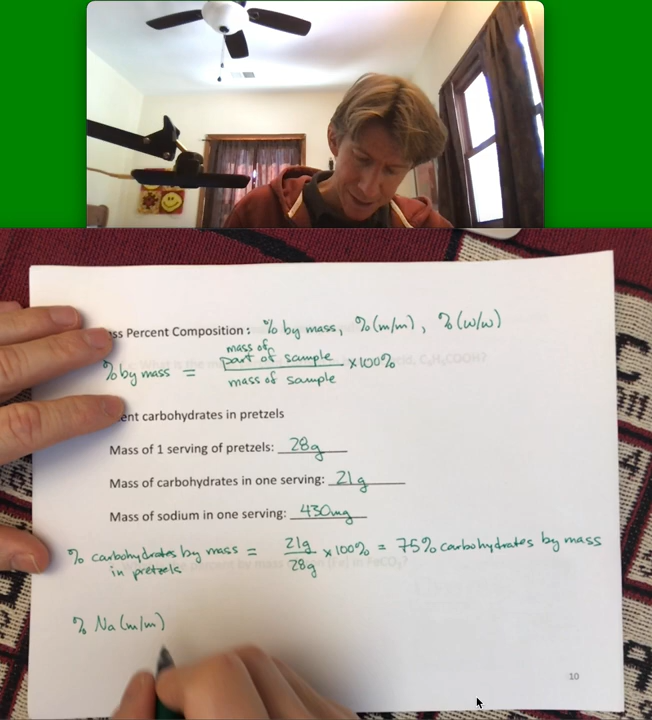 ss Percent Composition: % by mass, %(m/m), %(w/w)
mass of
% by mass = part of sample ×100%
mass of sample
ent carbohydrates in pretzels
Mass of 1 serving of pretzels: 28g
Mass of carbohydrates in one serving: 21g
Mass of sodium in one serving: 430mg
% carbohydrates by mass = 21g ×100% = 75% carbohydrates by mass
in pretzels 28g
% Na (m/m)
10